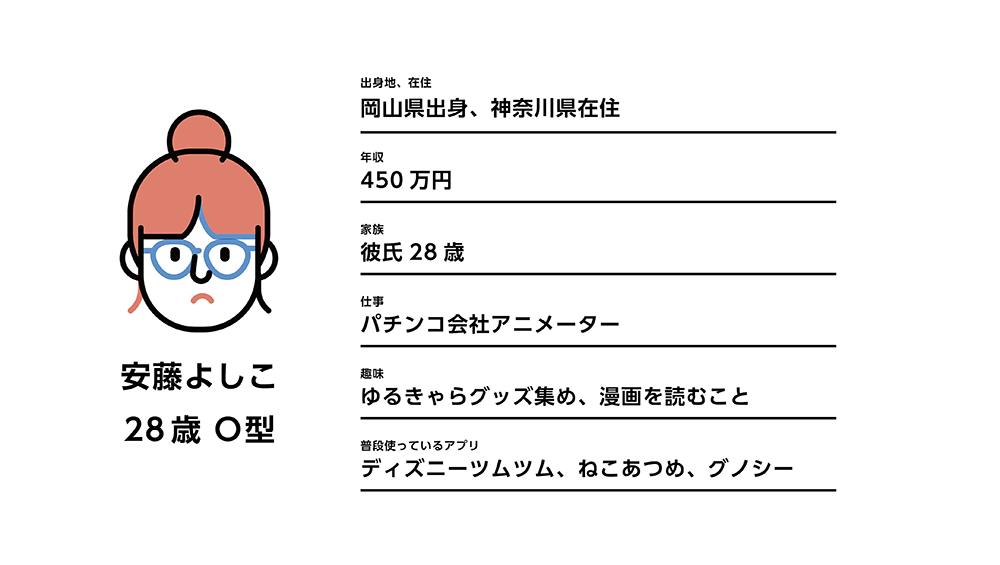 安藤よしこ
28歳 O型
出身地、在住
岡山県出身、神奈川県在住
年収
450万円
家族
彼氏 28 歳
仕事
パチンコ会社アニメーター
趣味
ゆるきゃらグッズ集め、漫画を読むこと
普段使っているアプリ
ディズニーツムツム、ねこあつめ、グノシー